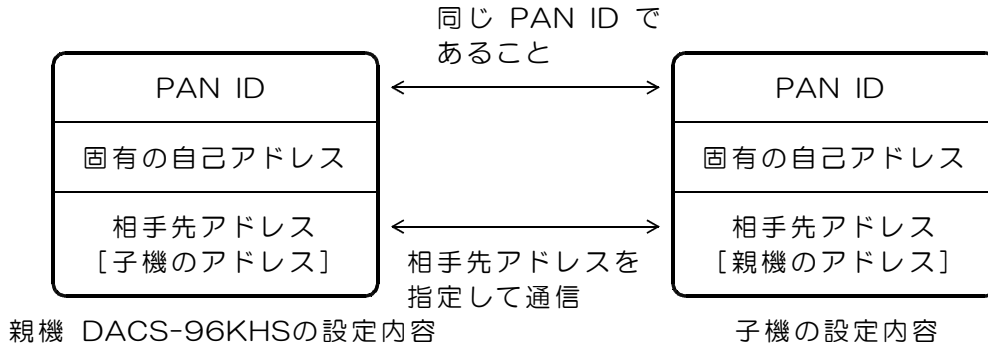 同じ PAN ID で
あること
PAN ID
PAN ID
固有の自己アドレス
固有の自己アドレス
相手先アドレス
[子機のアドレス]
相手先アドレス
[親機のアドレス]
相手先アドレスを
指定して通信
親機 DACS-96KHSの設定内容
子機の設定内容